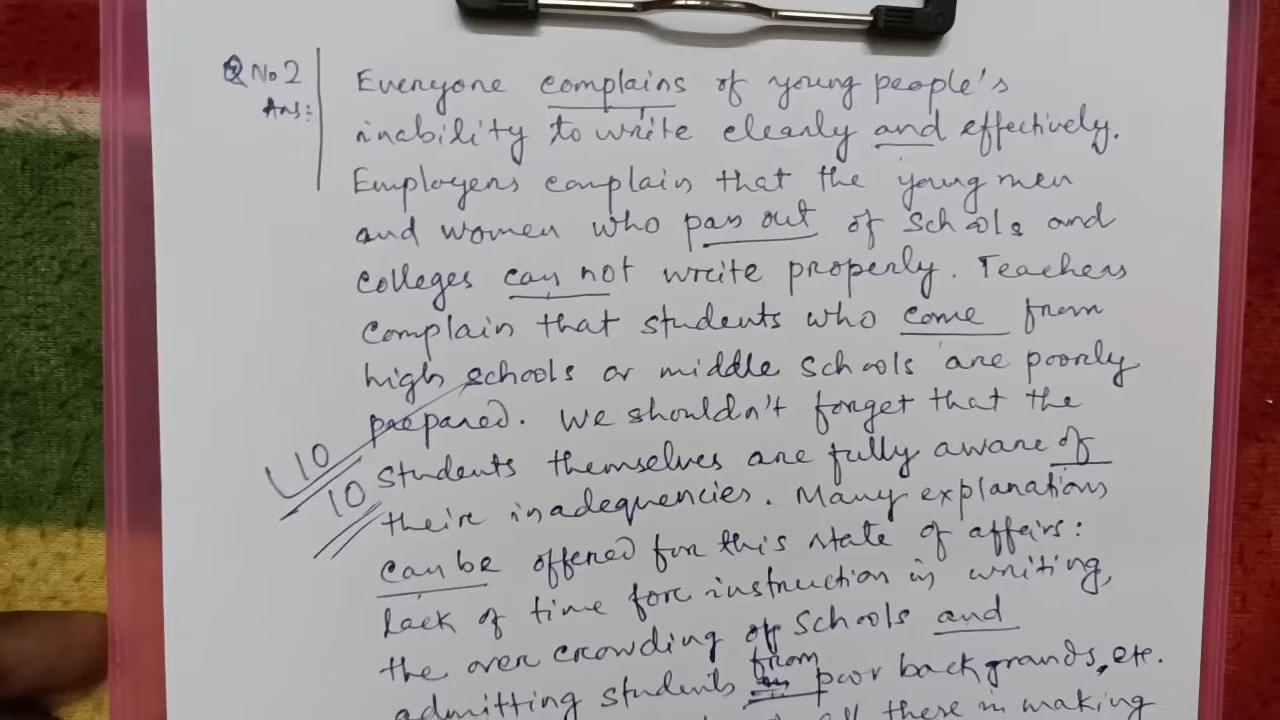 Q No 2
Ans:
Everyone complains of young people's
inability to write clearly and effectively.
Employers complain that the young men
and women who pass out of schools and
colleges can not write properly. Teachers
complain that students who come from
high schools or middle schools are poorly
prepared. We shouldn't forget that the
students themselves are fully aware of
their inadequencies. Many explanations
can be offered for this state of affairs:
lack of time for instruction in writing,
the over crowding of schools and
admitting students from poor backgrounds, etc.
all these in making
10
10